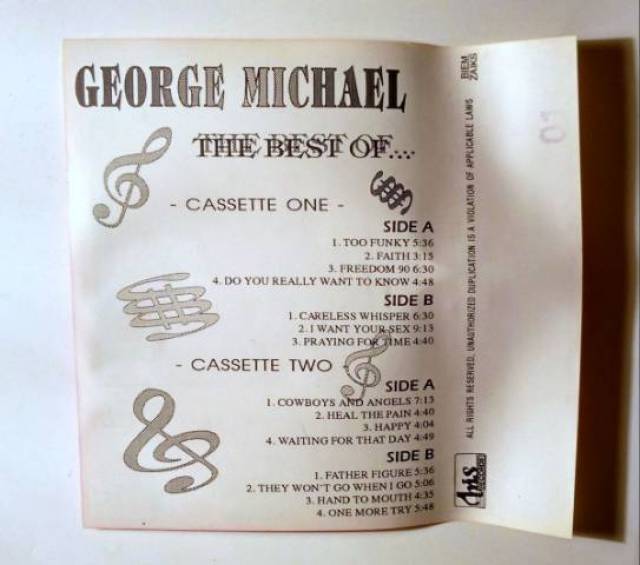 GEORGE MICHAEL
THE BEST OF....
- CASSETTE ONE -
SIDE A
1. TOO FUNKY 5:36
2. FAITH 3:15
3. FREEDOM 90 6:30
4. DO YOU REALLY WANT TO KNOW 4:48
SIDE B
1. CARELESS WHISPER 6:30
2. I WANT YOUR SEX 9:13
3. PRAYING FOR TIME 4:40
- CASSETTE TWO
SIDE A
1. COWBOYS AND ANGELS 7:13
2. HEAL THE PAIN 4:40
3. HAPPY 4:04
4. WAITING FOR THAT DAY 4:49
SIDE B
1. FATHER FIGURE 5:36
2. THEY WON'T GO WHEN I GO 5:06
3. HAND TO MOUTH 4:35
4. ONE MORE TRY 5:48
BIEM
ZAIKS
ALL RIGHTS RESERVED. UNAUTHORIZED DUPLICATION IS A VIOLATION OF APPLICABLE LAWS
RECORDS